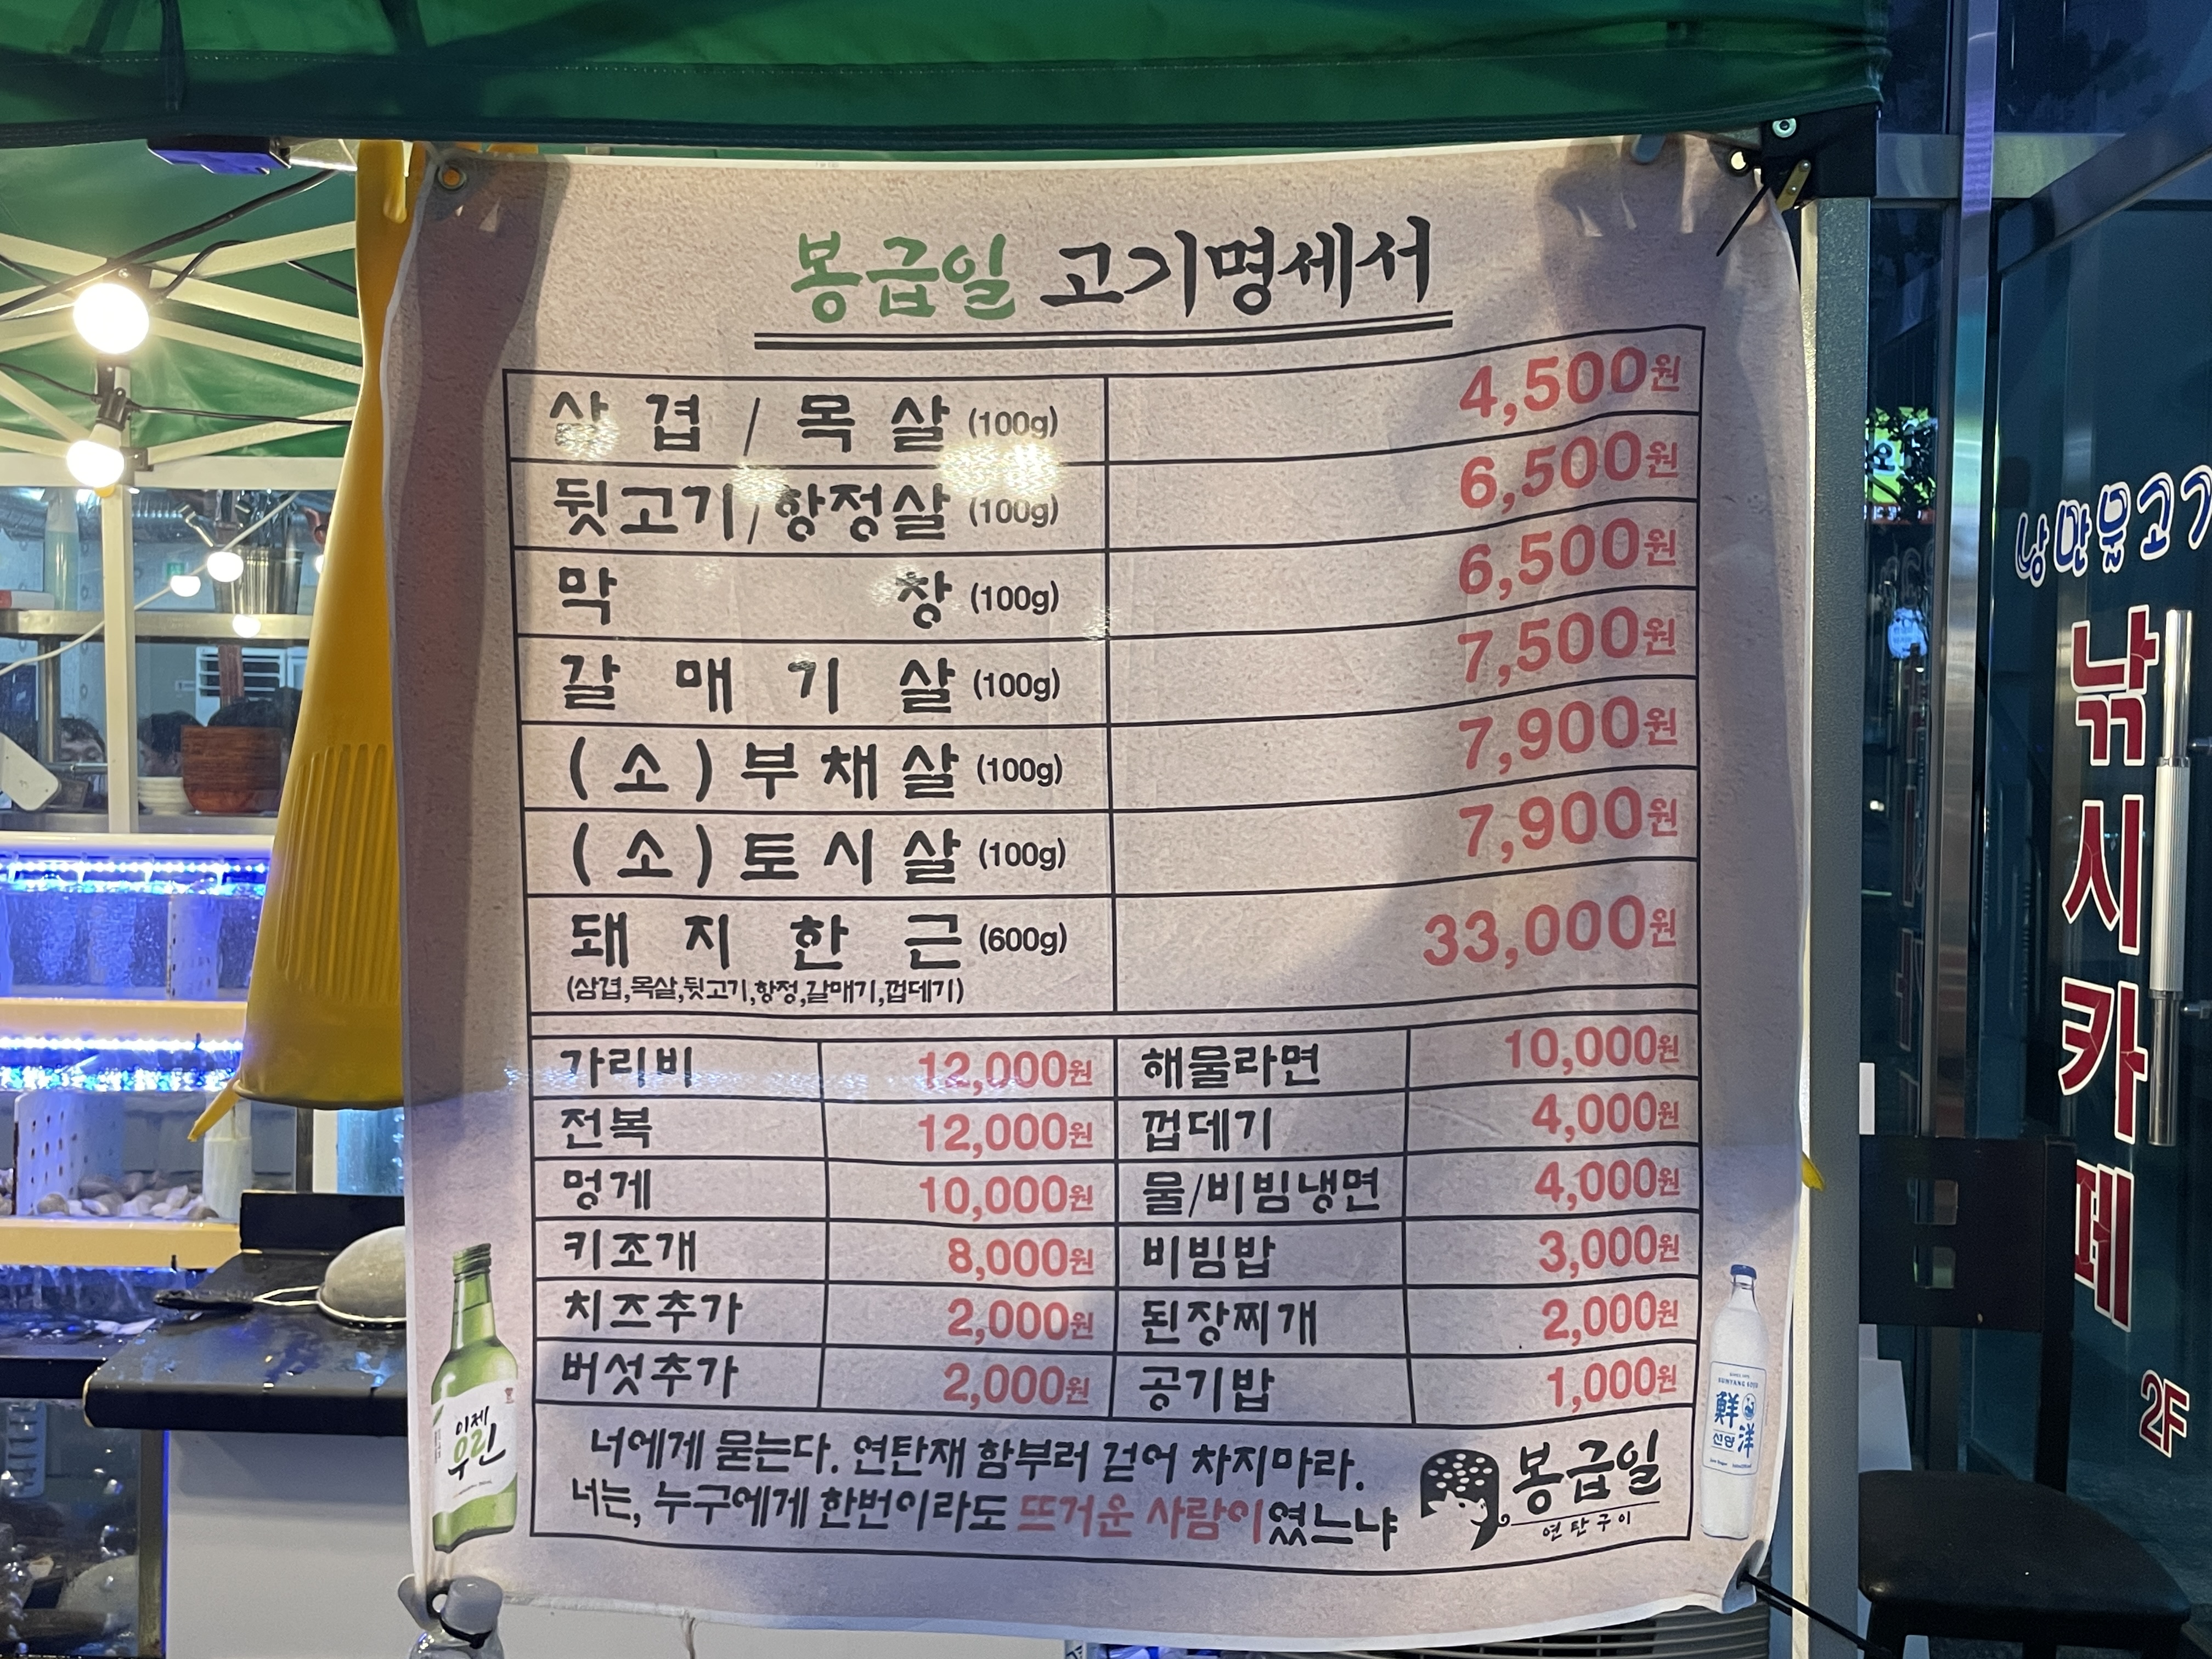 봉급일 고기명세서
삼겹/목살 (100g) 4,500원
뒷고기/항정살 (100g) 6,500원
막창 (100g) 6,500원
갈매기살 (100g) 7,500원
(소)부채살 (100g) 7,900원
(소)토시살 (100g) 7,900원
돼지한근 (600g) 33,000원
(삼겹,목살,뒷고기,항정,갈매기,껍데기)
가리비 12,000원 해물라면 10,000원
전복 12,000원 껍데기 4,000원
멍게 10,000원 물/비빔냉면 4,000원
키조개 8,000원 비빔밥 3,000원
치즈추가 2,000원 된장찌개 2,000원
버섯추가 2,000원 공기밥 1,000원
너에게 묻는다. 연탄재 함부러 걷어 차지마라.
너는, 누구에게 한번이라도 뜨거운 사람이였느냐
봉급일
연탄구이
이제
우린
鮮
洋
선양
낭만물고기
낚시카페
2F